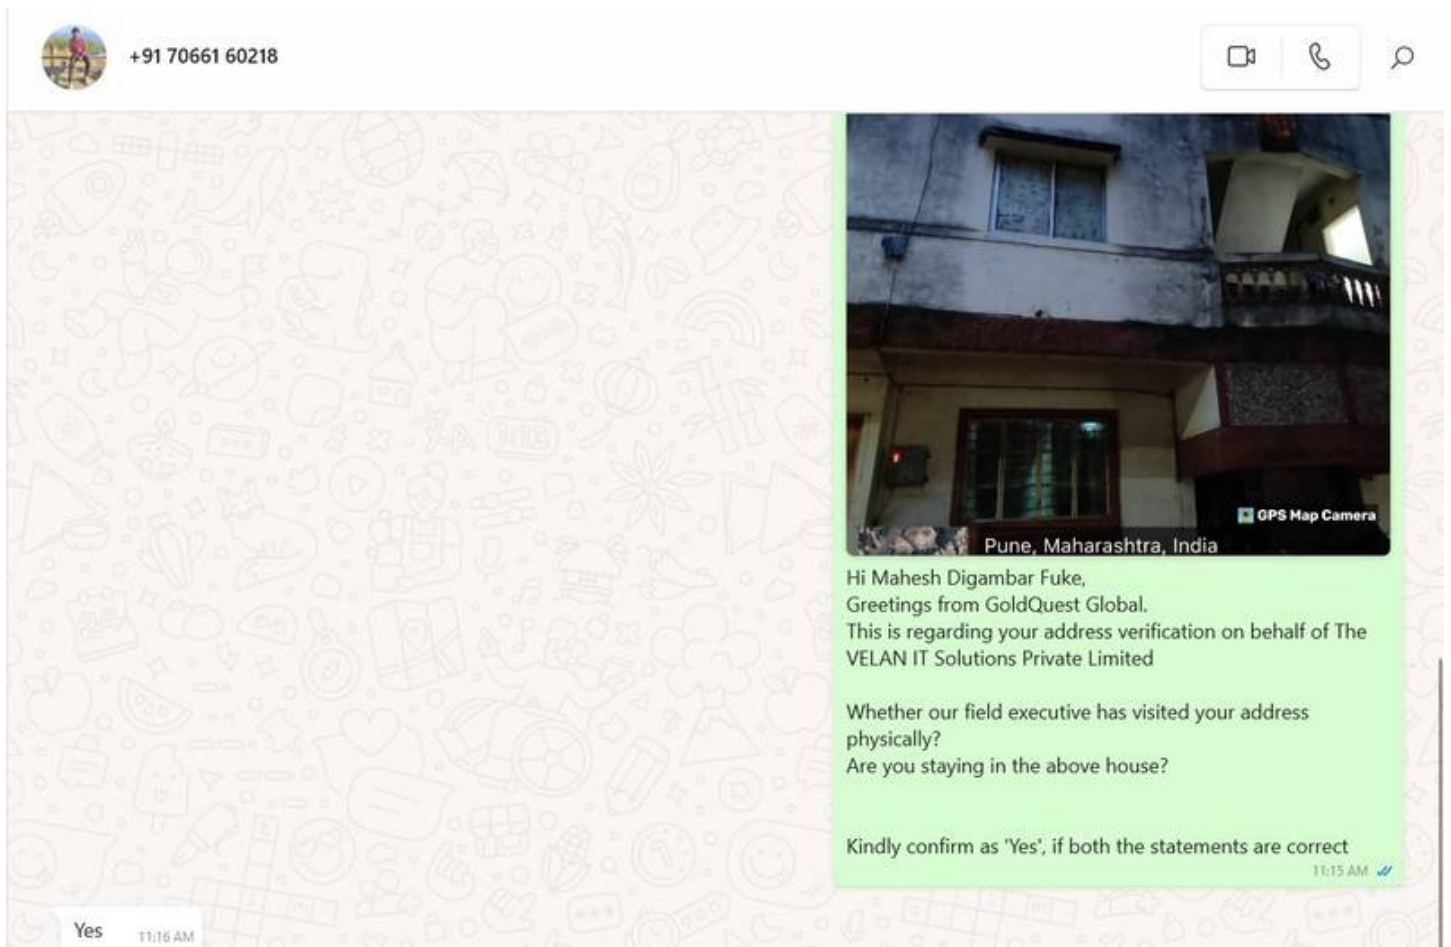 +91 70661 60218
GPS Map Camera
Pune, Maharashtra, India
Hi Mahesh Digambar Fuke,
Greetings from GoldQuest Global.
This is regarding your address verification on behalf of The
VELAN IT Solutions Private Limited
Whether our field executive has visited your address
physically?
Are you staying in the above house?
Kindly confirm as 'Yes', if both the statements are correct
11:15 AM
Yes
11:16 AM